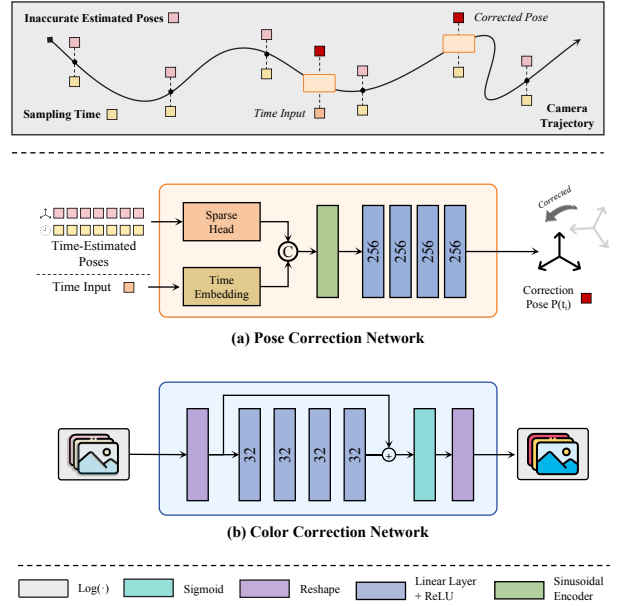 Inaccurate Estimated Poses
Corrected Pose
Sampling Time
Time Input
Camera
Trajectory
Time-Estimated
Poses
Time Input
Sparse
Head
Time
Embedding
C
256
256
256
256
Corrected
Correction
Pose P(tᵢ)
(a) Pose Correction Network
32
32
32
32
+
(b) Color Correction Network
Log(·)
Sigmoid
Reshape
Linear Layer
+ ReLU
Sinusoidal
Encoder